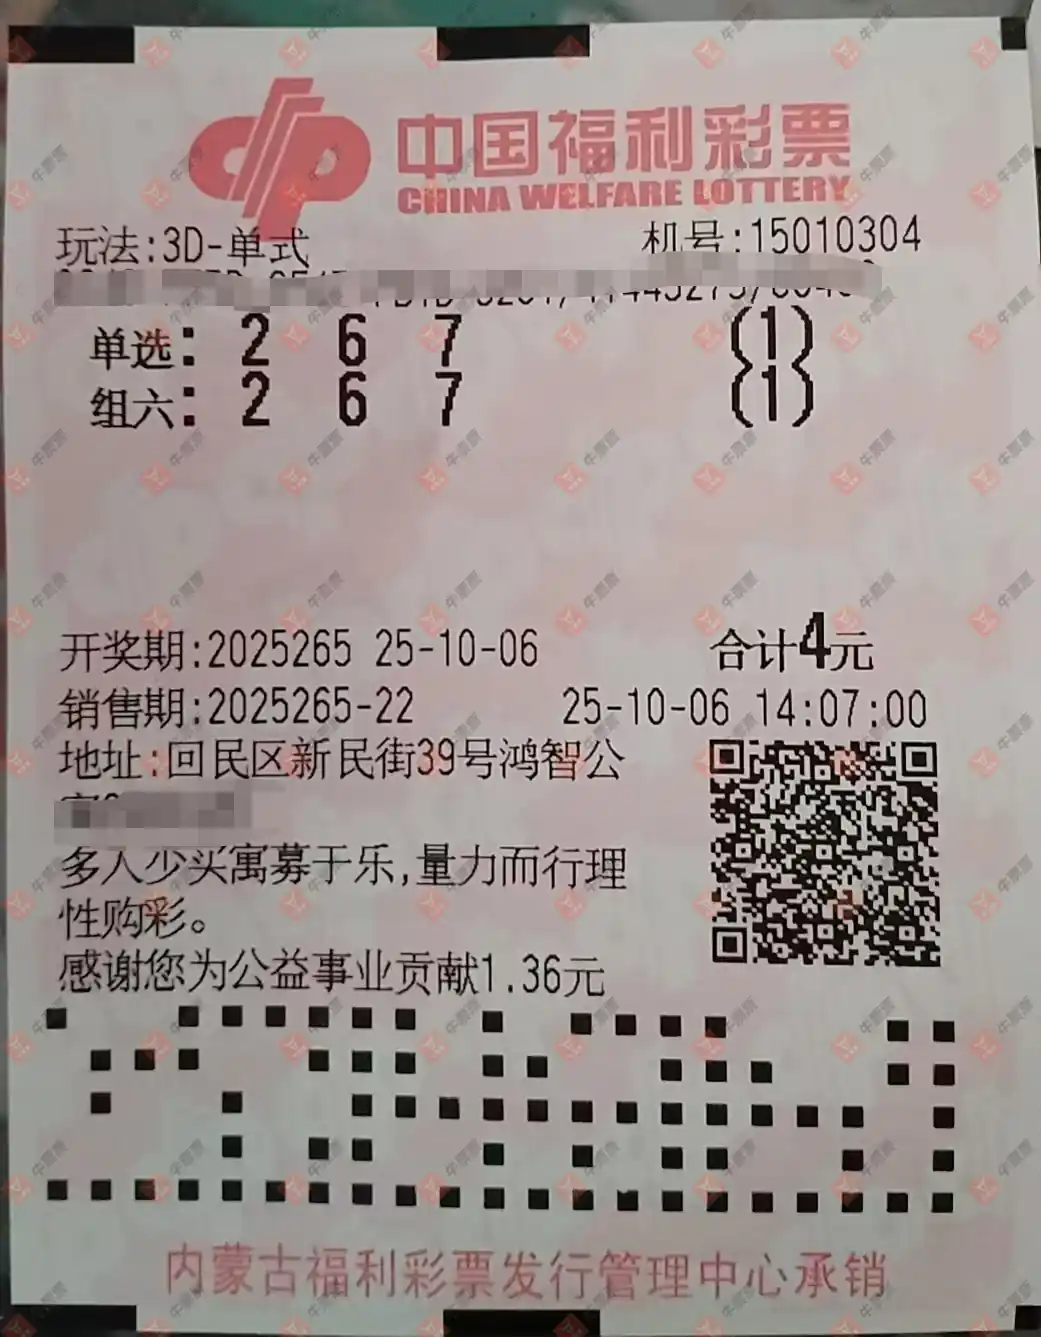 中国福利彩票
CHINA WELFARE LOTTERY
玩法:3D-单式 机号:15010304
单选: 2 6 7 (1)
组六: 2 6 7 (1)
开奖期:2025265 25-10-06 合计4元
销售期:2025265-22 25-10-06 14:07:00
地址:回民区新民街39号鸿智公
多人少买寓募于乐,量力而行理
性购彩。
感谢您为公益事业贡献1.36元
内蒙古福利彩票发行管理中心承销